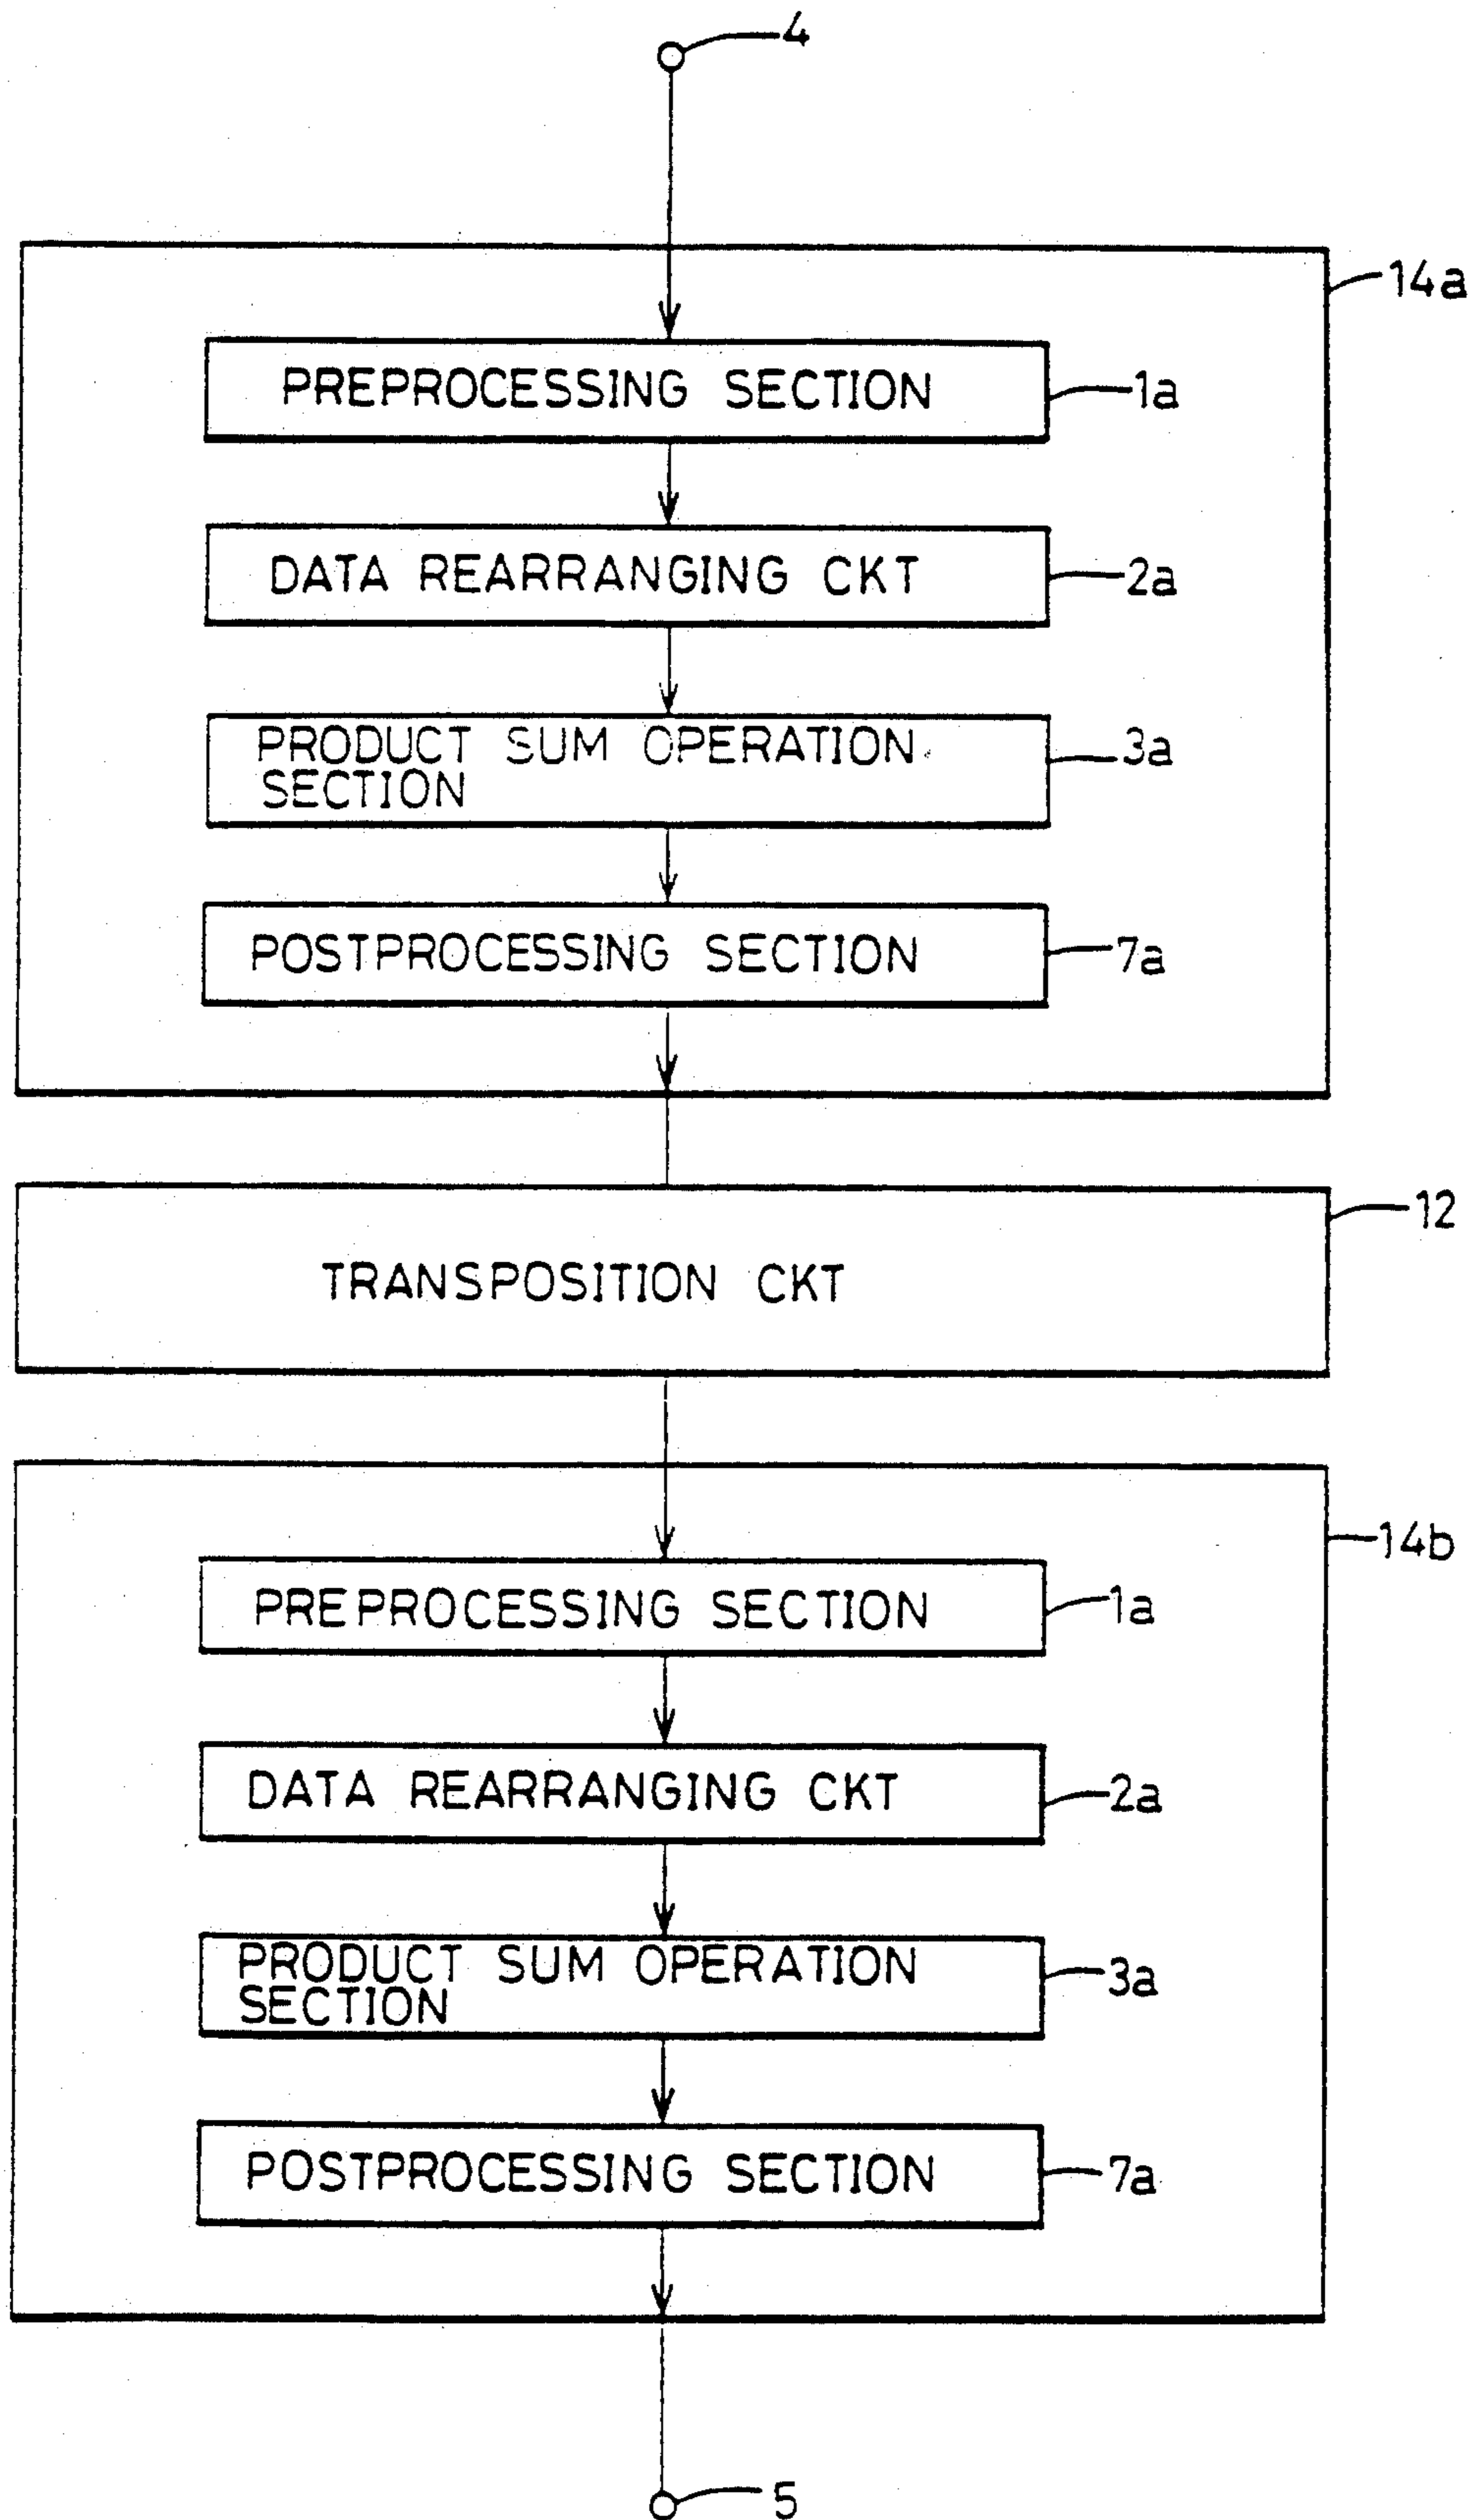 4
14a
PREPROCESSING SECTION
1a
DATA REARRANGING CKT
2a
PRODUCT SUM OPERATION
SECTION
3a
POSTPROCESSING SECTION
7a
12
TRANSPOSITION CKT
14b
PREPROCESSING SECTION
1a
DATA REARRANGING CKT
2a
PRODUCT SUM OPERATION
SECTION
3a
POSTPROCESSING SECTION
7a
5